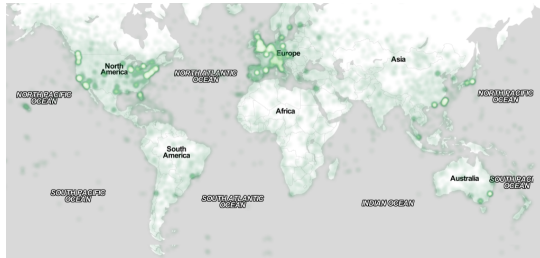 Europe
Asia
North
America
NORTH ATLANTIC
OCEAN
NORTH PACIFIC
OCEAN
NORTH PACIFIC
OCEAN
Africa
South
America
Australia
SOUTH PACIFIC
OCEAN
SOUTH ATLANTIC
OCEAN
INDIAN OCEAN
SOUTH PACI
OCEAN